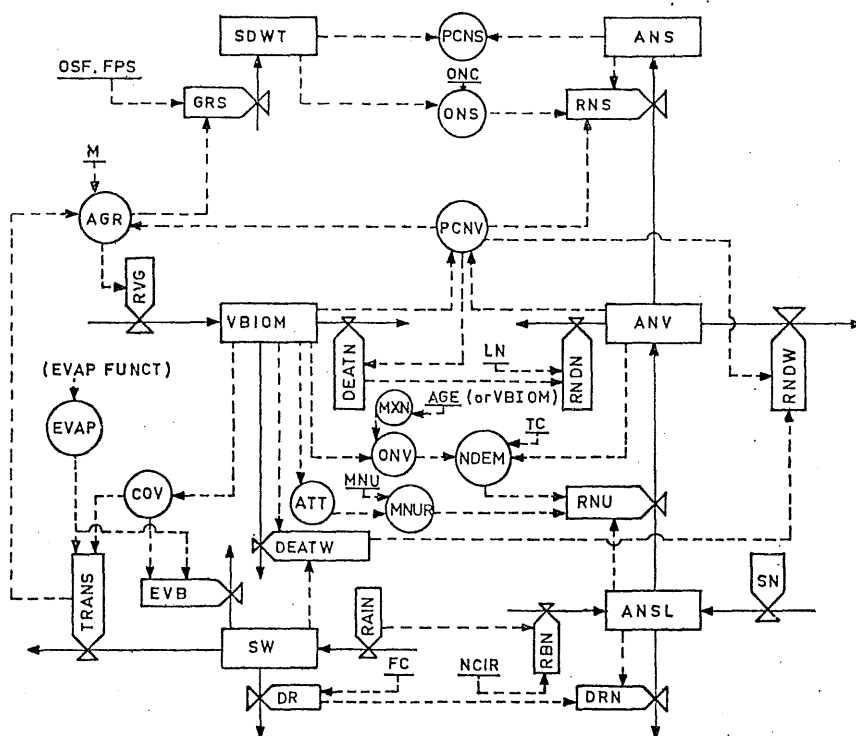 SDWT
PCNS
ANS
OSF, FPS
ONC
GRS
ONS
RNS
M
AGR
PCNV
RVG
VBIOM
ANV
DEATN
LN
RNDN
RNDW
(EVAP FUNCT)
MXN
AGE (or VBIOM)
EVAP
ONV
NDEM
TC
COV
ATT
MNU
MNUR
RNU
DEATW
TRANS
EVB
RAIN
ANSL
SN
SW
RBN
FC
NCIR
DR
DRN